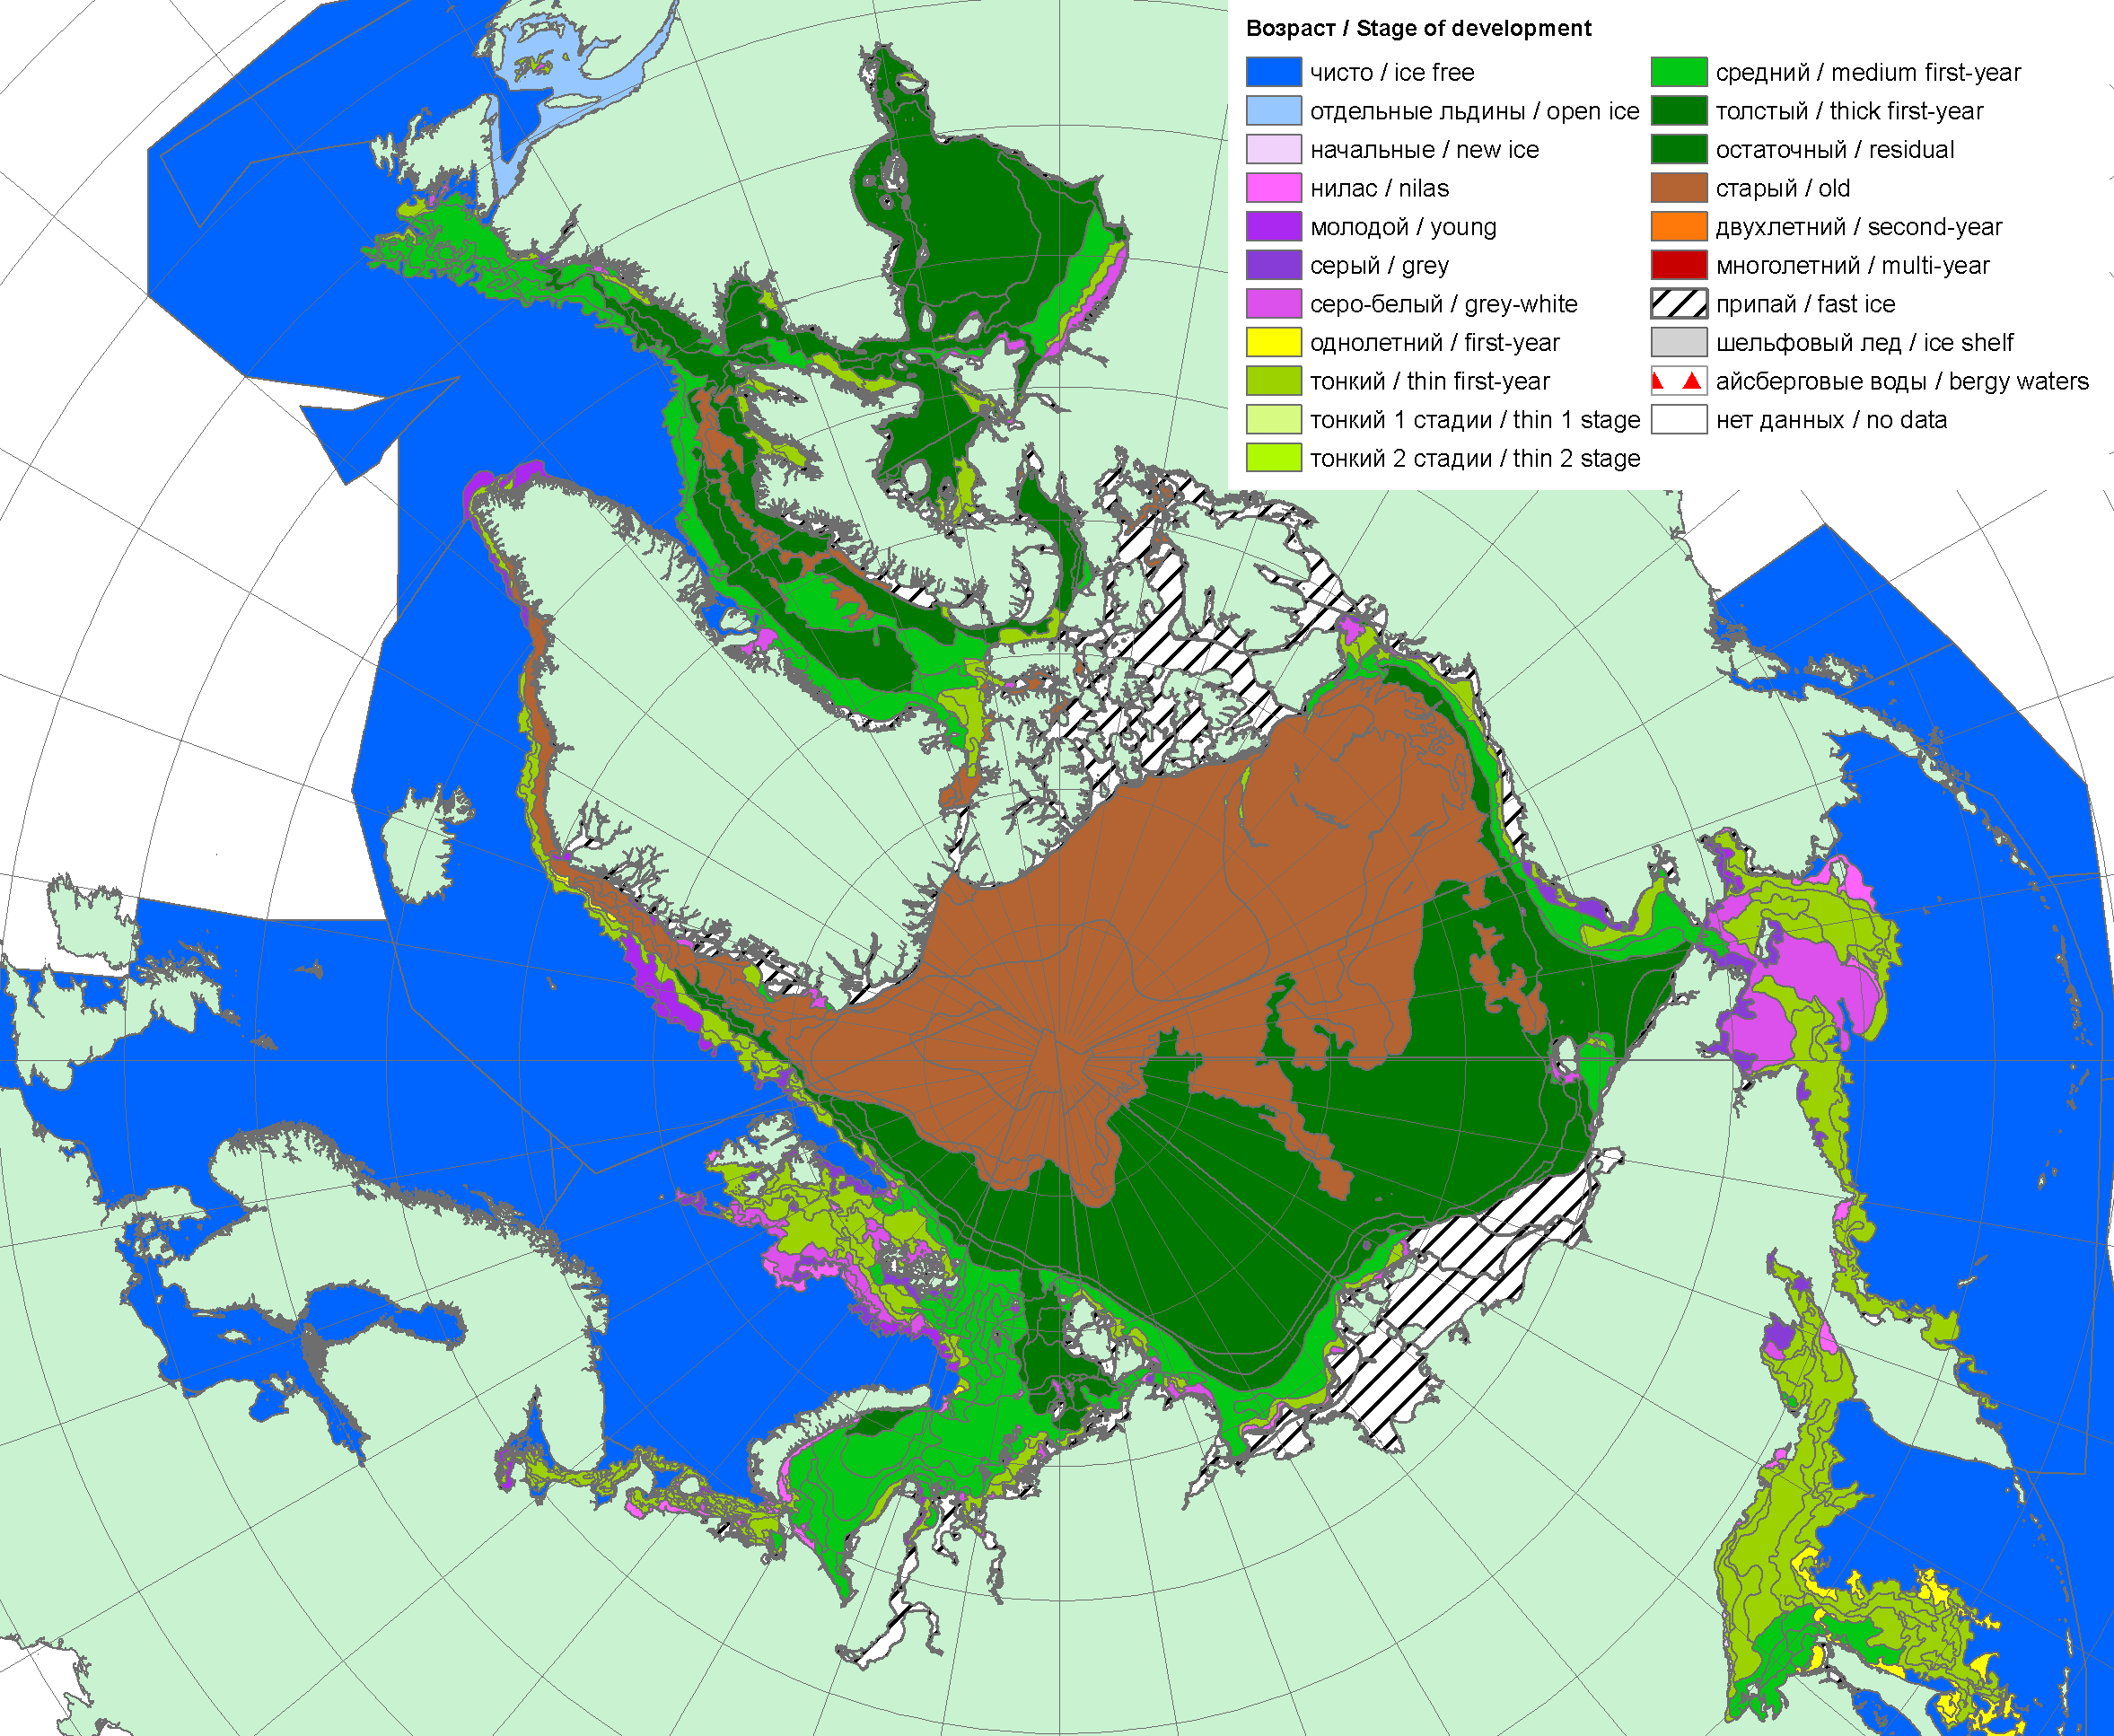 Возраст / Stage of development
чисто / ice free
отдельные льдины / open ice
начальные / new ice
нилас / nilas
молодой / young
серый / grey
серо-белый / grey-white
однолетний / first-year
тонкий / thin first-year
тонкий 1 стадии / thin 1 stage
тонкий 2 стадии / thin 2 stage
средний / medium first-year
толстый / thick first-year
остаточный / residual
старый / old
двухлетний / second-year
многолетний / multi-year
припай / fast ice
шельфовый лед / ice shelf
айсберговые воды / bergy waters
нет данных / no data